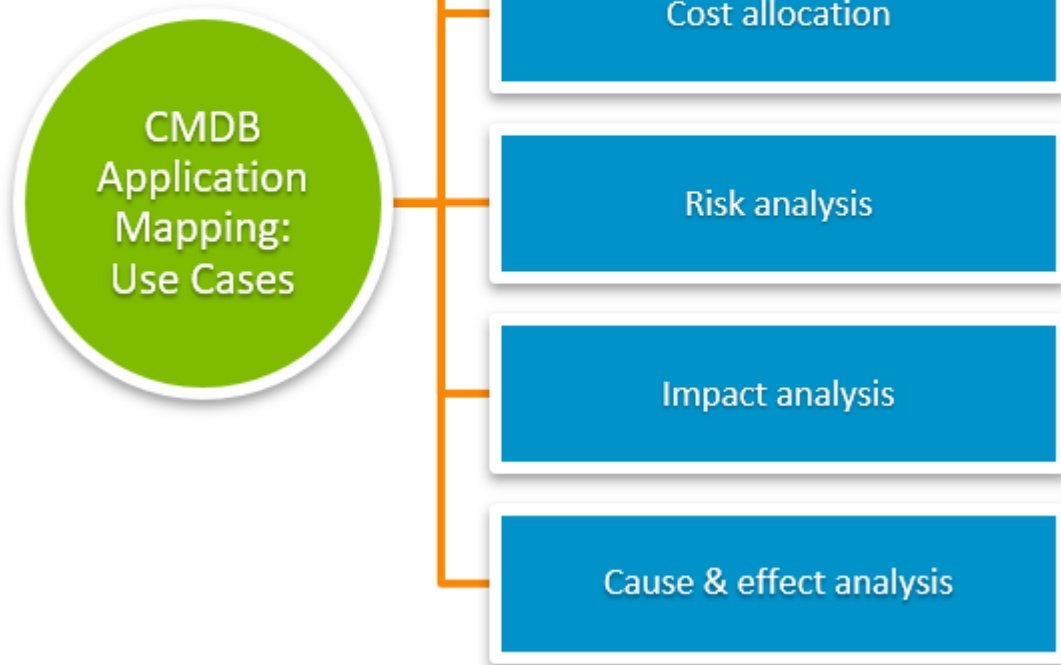 CMDB
Application
Mapping:
Use Cases
Cost allocation
Risk analysis
Impact analysis
Cause & effect analysis